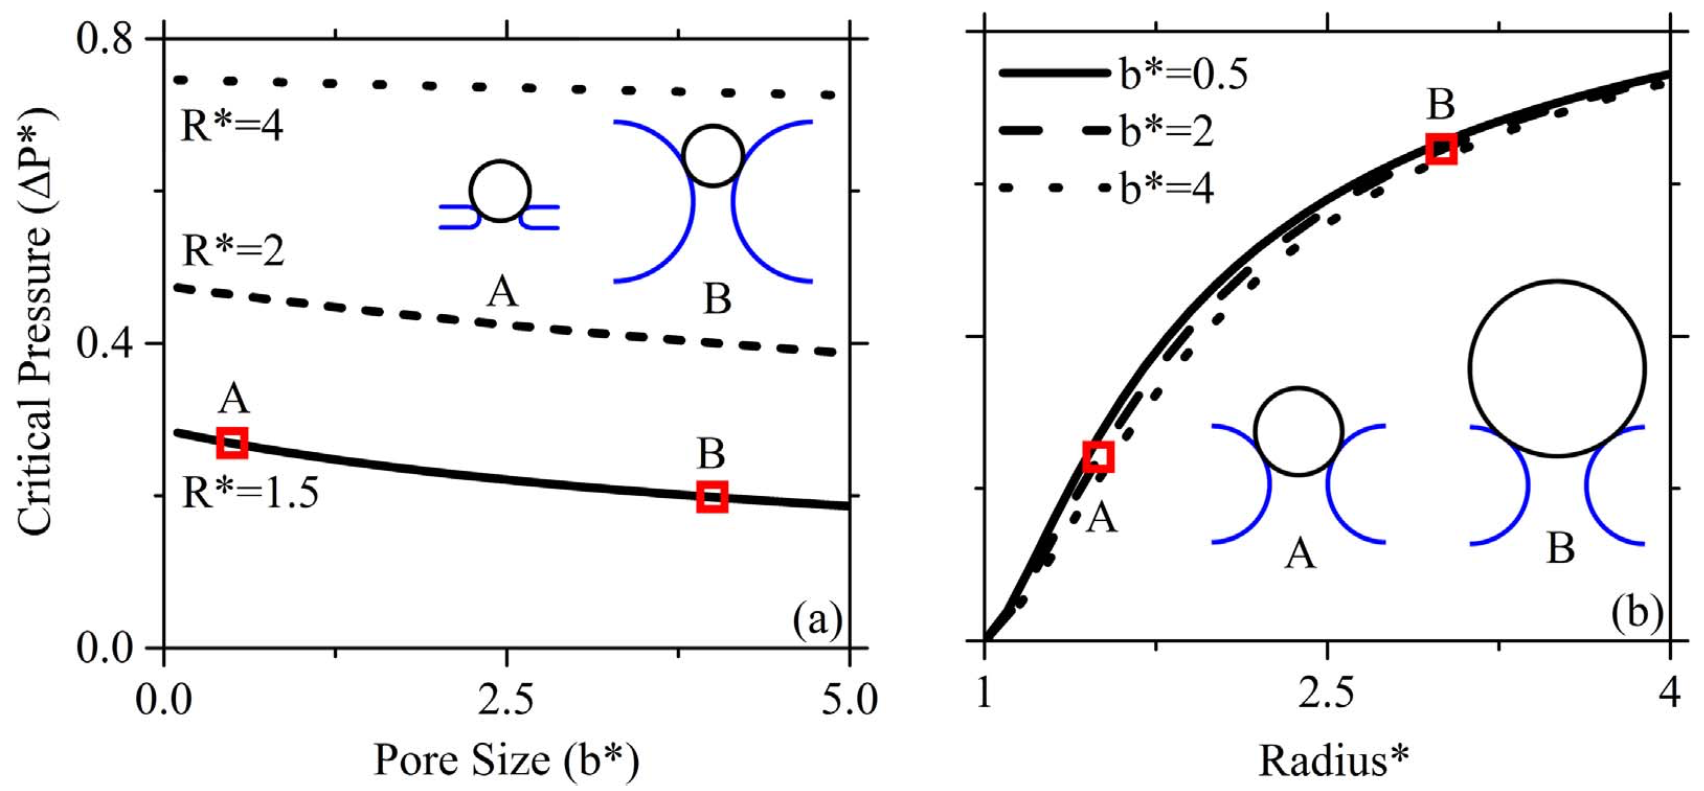 0.8
0.4
0.0
Critical Pressure (ΔP*)
R*=4
R*=2
R*=1.5
A
B
A
B
(a)
0.0 2.5 5.0
Pore Size (b*)
b*=0.5
b*=2
b*=4
B
A
A
B
(b)
1 2.5 4
Radius*